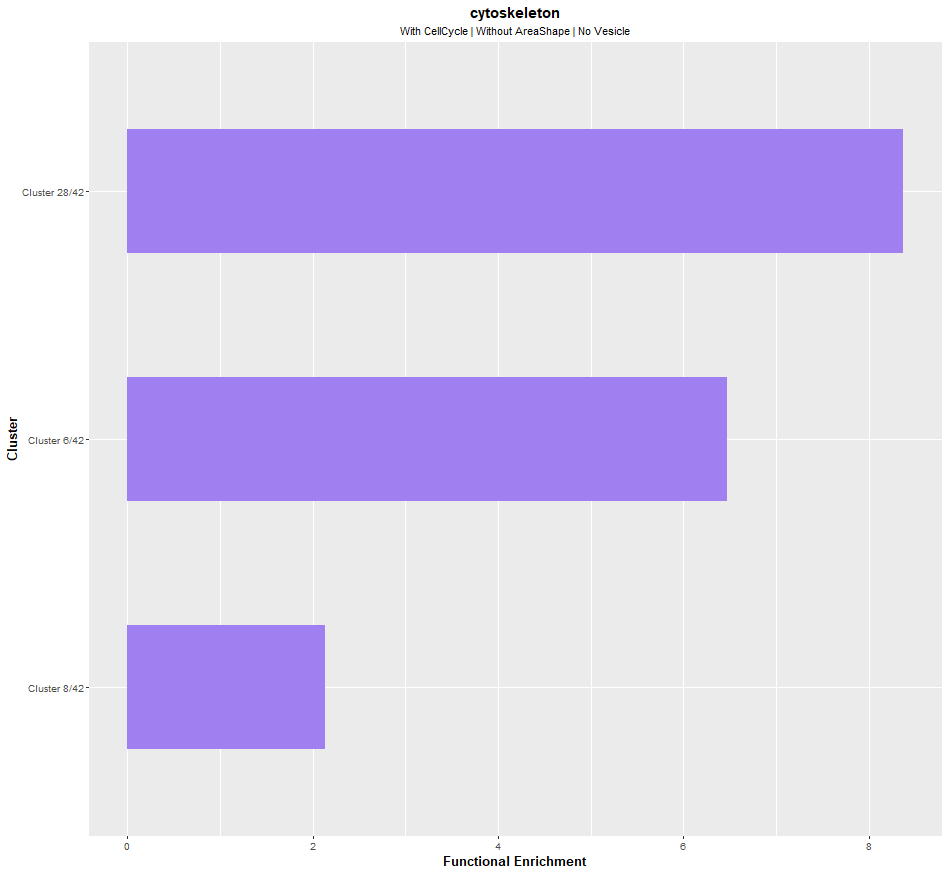 cytoskeleton
With CellCycle | Without AreaShape | No Vesicle
Cluster 28/42
Cluster 6/42
Cluster 8/42
Cluster
0 2 4 6 8
Functional Enrichment